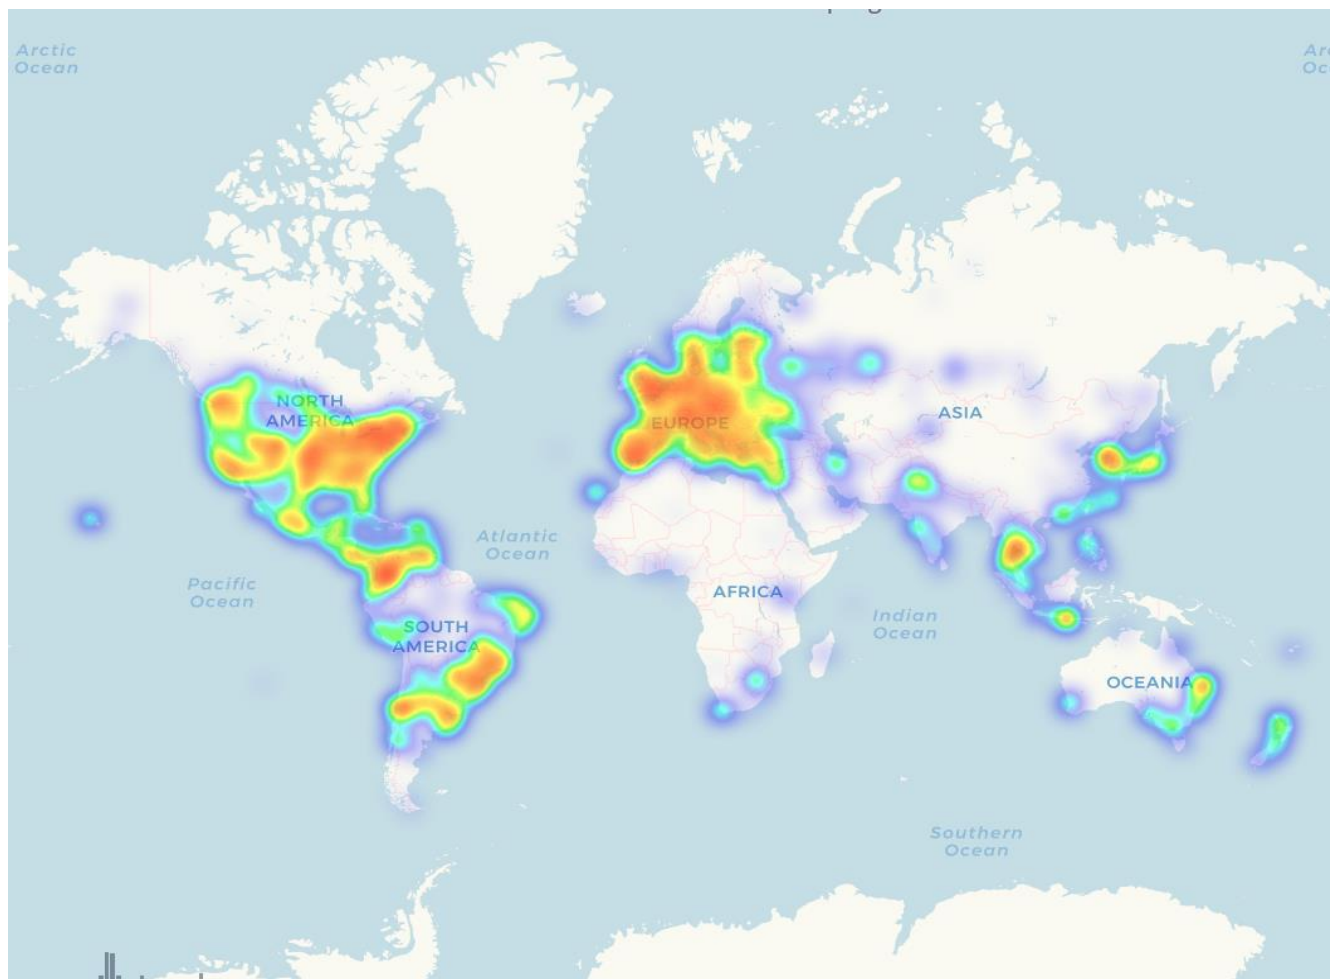 Arctic
Ocean
NORTH
AMERICA
EUROPE
ASIA
Atlantic
Ocean
Pacific
Ocean
AFRICA
Indian
Ocean
SOUTH
AMERICA
OCEANIA
Southern
Ocean